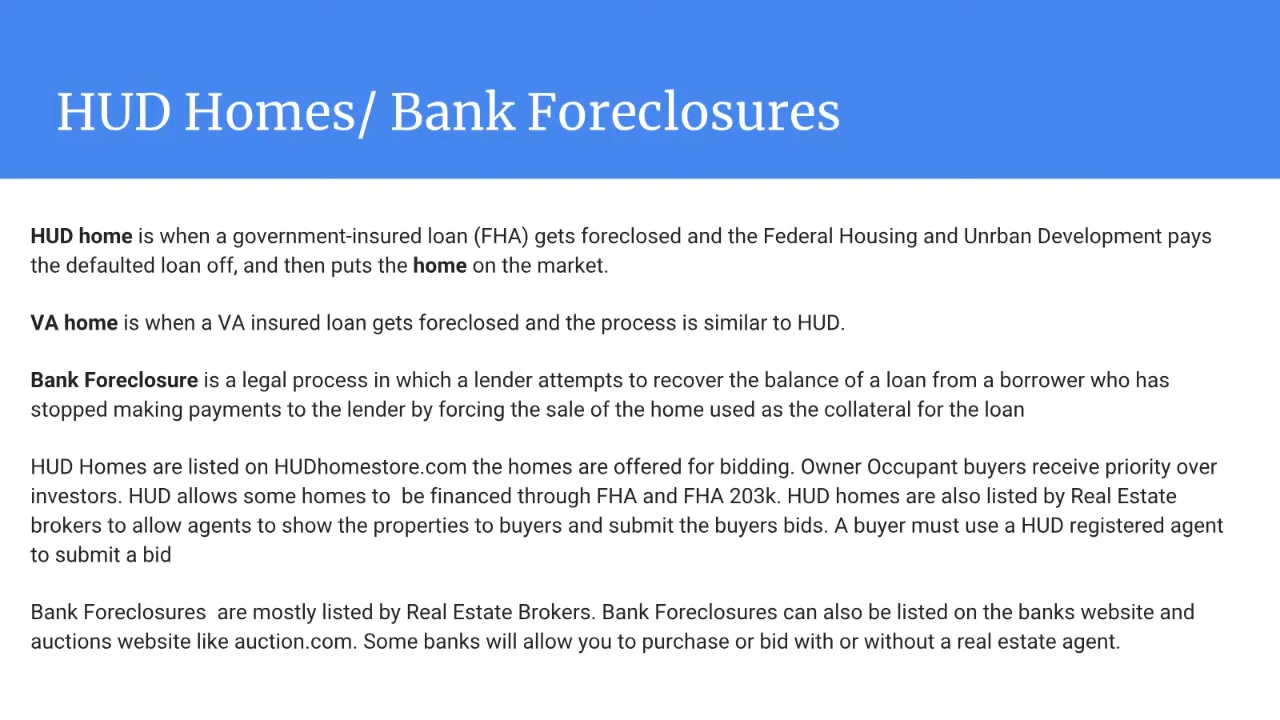 HUD Homes/ Bank Foreclosures
HUD home is when a government-insured loan (FHA) gets foreclosed and the Federal Housing and Unrban Development pays
the defaulted loan off, and then puts the home on the market.
VA home is when a VA insured loan gets foreclosed and the process is similar to HUD.
Bank Foreclosure is a legal process in which a lender attempts to recover the balance of a loan from a borrower who has
stopped making payments to the lender by forcing the sale of the home used as the collateral for the loan
HUD Homes are listed on HUDhomestore.com the homes are offered for bidding. Owner Occupant buyers receive priority over
investors. HUD allows some homes to  be financed through FHA and FHA 203k. HUD homes are also listed by Real Estate
brokers to allow agents to show the properties to buyers and submit the buyers bids. A buyer must use a HUD registered agent
to submit a bid
Bank Foreclosures  are mostly listed by Real Estate Brokers. Bank Foreclosures can also be listed on the banks website and
auctions website like auction.com. Some banks will allow you to purchase or bid with or without a real estate agent.